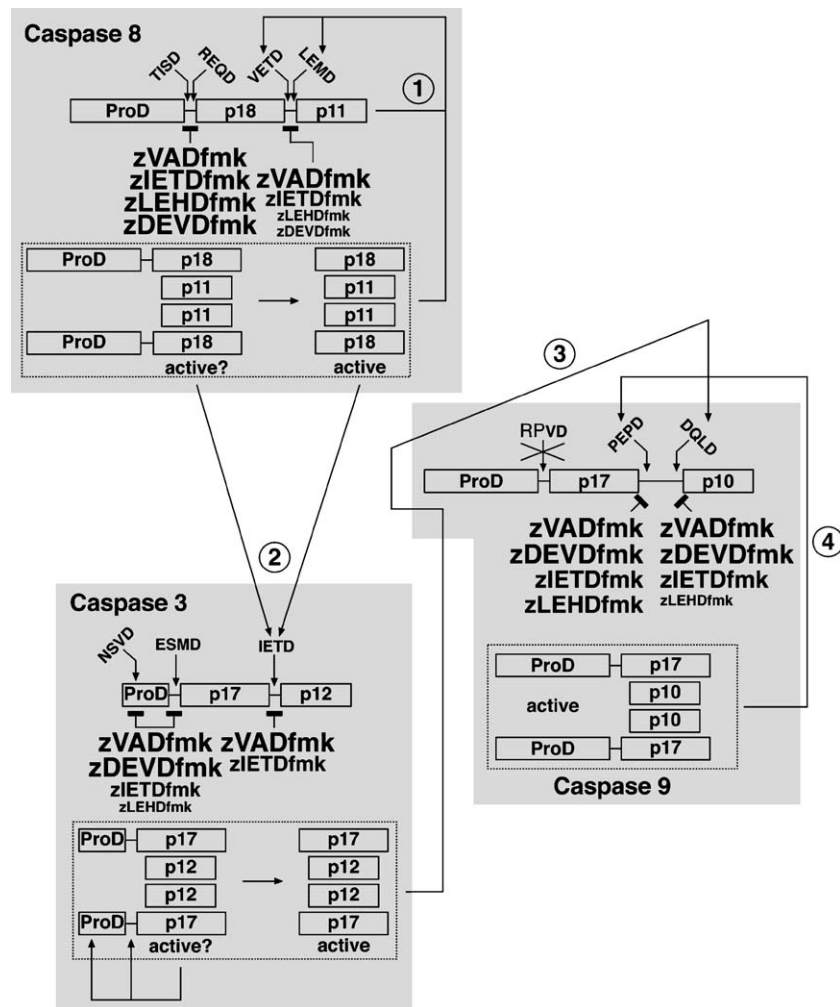 Caspase 8
TISD REQD VETD LEMD
1
ProD p18 p11
zVADfmk
zIETDfmk
zLEHDfmk
zDEVDfmk
zVADfmk
zIETDfmk
zLEHDfmk
zDEVDfmk
ProD p18 p18
p11 p11
p11 p11
ProD p18 p18
active? active
3
RPVD PEPD DQLD
ProD p17 p10
zVADfmk
zDEVDfmk
zIETDfmk
zLEHDfmk
zVADfmk
zDEVDfmk
zIETDfmk
zLEHDfmk
4
ProD p17
active p10
p10
ProD p17
Caspase 9
2
Caspase 3
NSVD ESMD IETD
ProD p17 p12
zVADfmk
zDEVDfmk
zIETDfmk
zLEHDfmk
zVADfmk
zIETDfmk
ProD p17 p17
p12 p12
p12 p12
ProD p17 p17
active? active